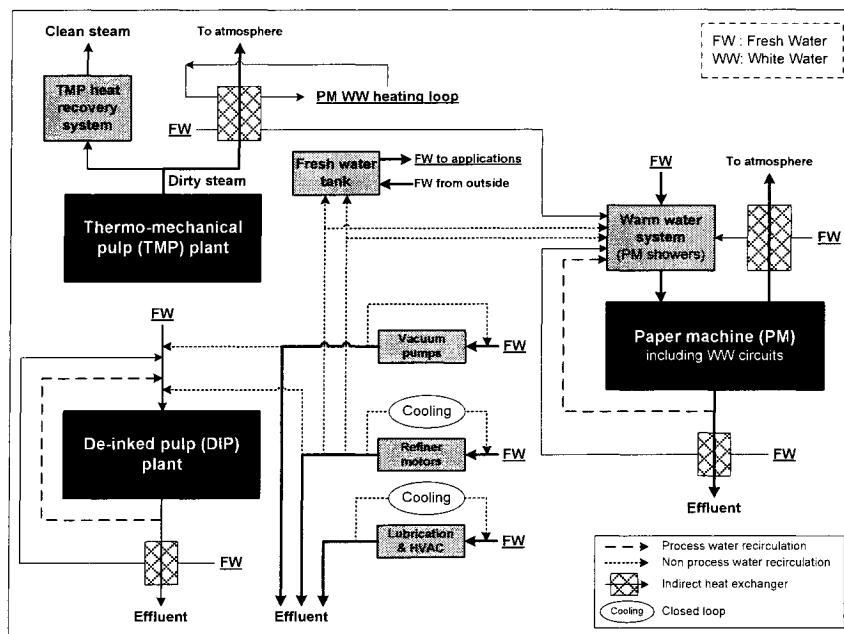 Clean steam
To atmosphere
FW : Fresh Water
WW: White Water
TMP heat
recovery
system
PM WW heating loop
FW
Dirty steam
Fresh water
tank
FW to applications
FW from outside
FW
To atmosphere
Thermo-mechanical
pulp (TMP) plant
Warm water
system
(PM showers)
FW
FW
Vacuum
pumps
FW
Paper machine (PM)
including WW circuits
Cooling
De-inked pulp (DIP)
plant
Refiner
motors
FW
FW
Effluent
Cooling
Lubrication
& HVAC
FW
FW
Effluent
Effluent
Process water recirculation
Non process water recirculation
Indirect heat exchanger
Cooling
Closed loop